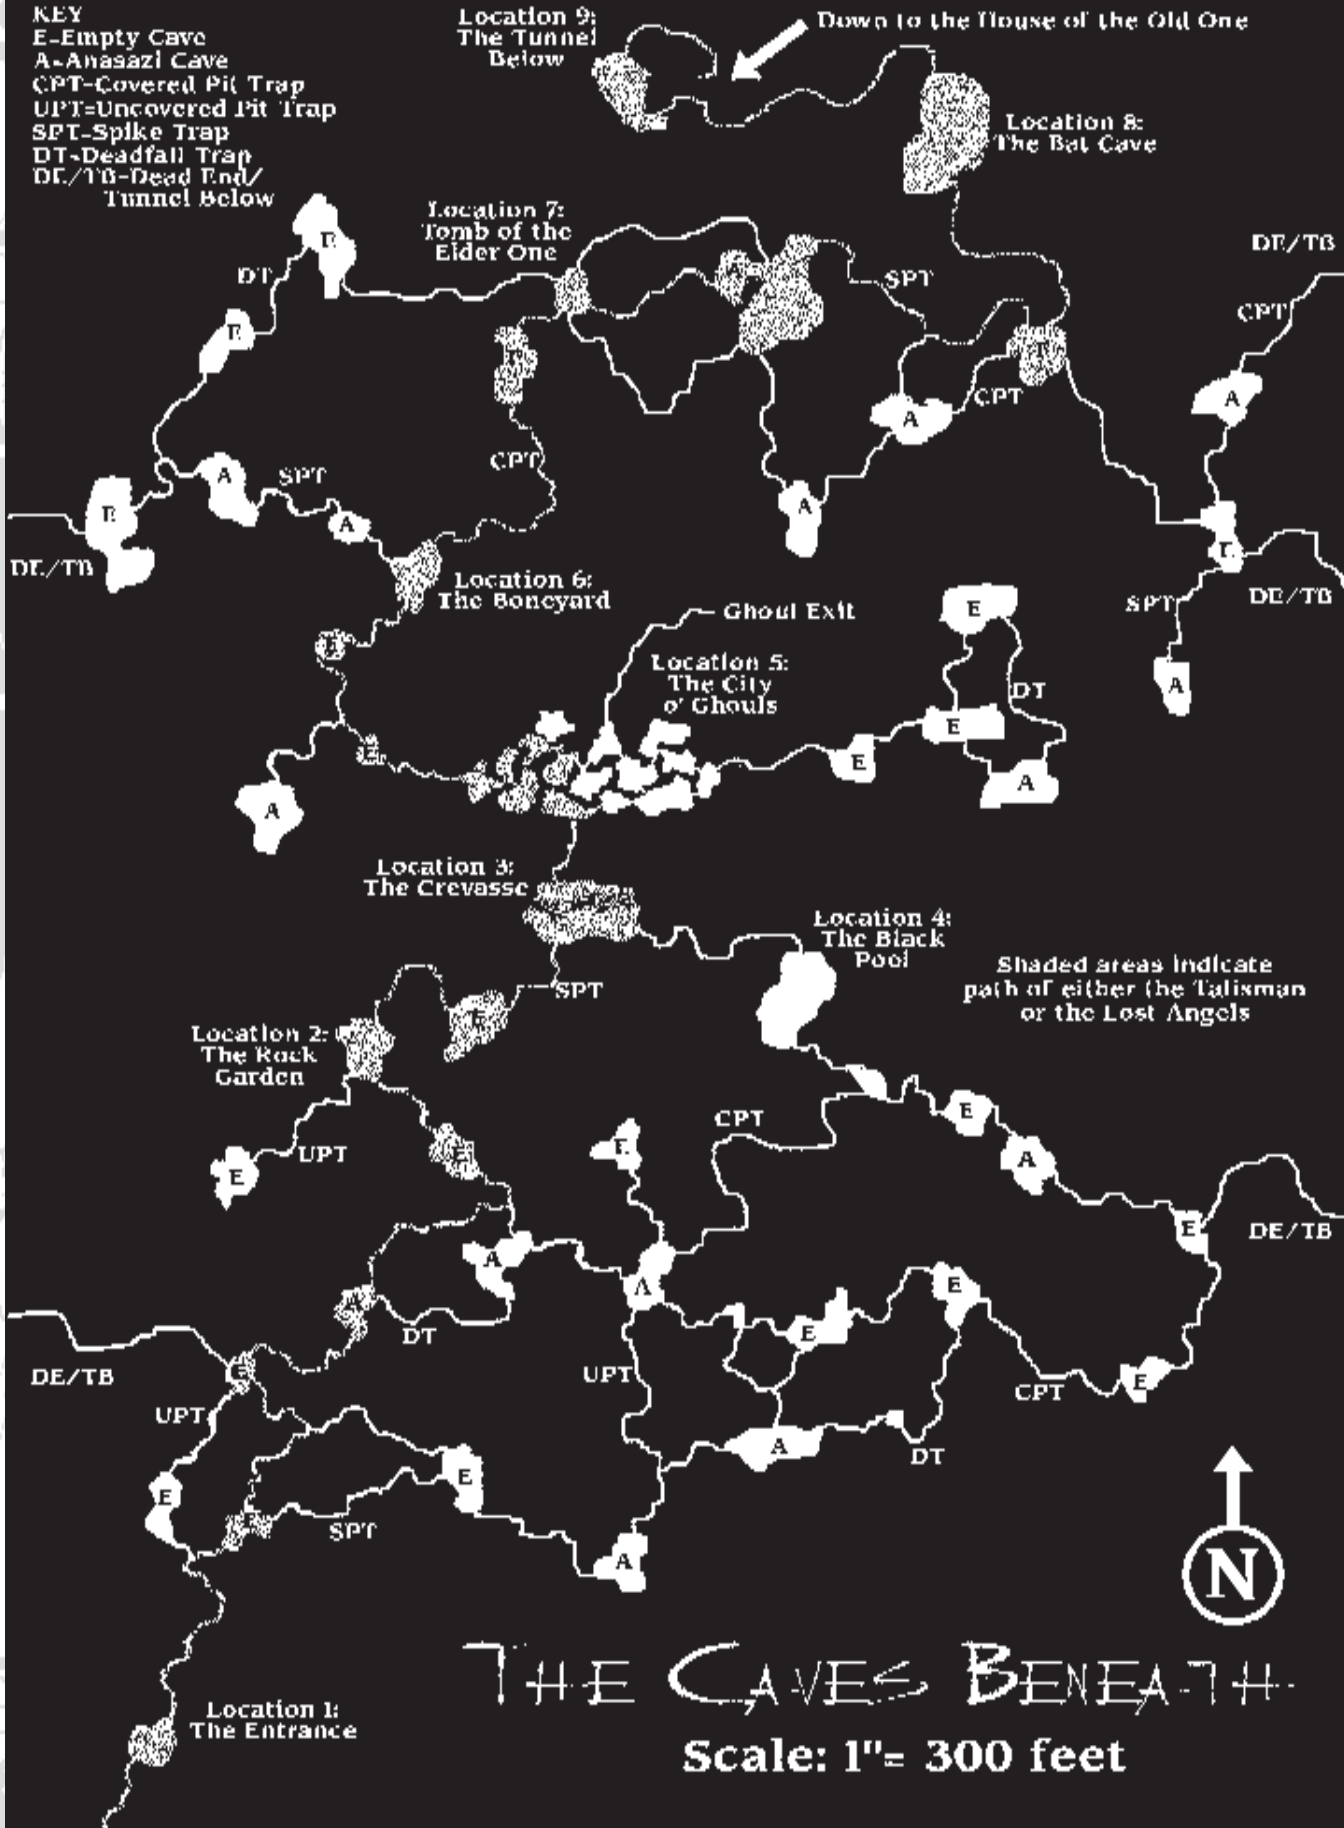 KEY
E-Empty Cave
A-Anasazi Cave
CPT-Covered Pit Trap
UPT=Uncovered Pit Trap
SPT-Spike Trap
DT-Deadfall Trap
DE/TB-Dead End/
Tunnel Below
Location 9:
The Tunnel
Below
Down to the House of the Old One
Location 8:
The Bat Cave
Location 7:
Tomb of the
Elder One
E
DT
E
A
SPT
DE/TB
CPT
E
T
T
CPT
A
A
CPT
A
SPT
A
E
A
DE/TB
Location 6:
The Boneyard
E
SPT
DE/TB
Ghoul Exit
E
A
Location 5:
The City
o' Ghouls
DT
E
E
E
A
A
Location 3:
The Crevasse
Location 4:
The Black
Pool
Shaded areas indicate
path of either the Talisman
or the Lost Angels
SPT
E
Location 2:
The Rock
Garden
CPT
E
UPT
E
E
E
A
A
E
DE/TB
A
A
E
E
DT
DE/TB
E
UPT
CPT
E
UPT
A
DT
E
E
E
SPT
A
N
THE CAVES BENEATH
Scale: 1"= 300 feet
Location 1:
The Entrance